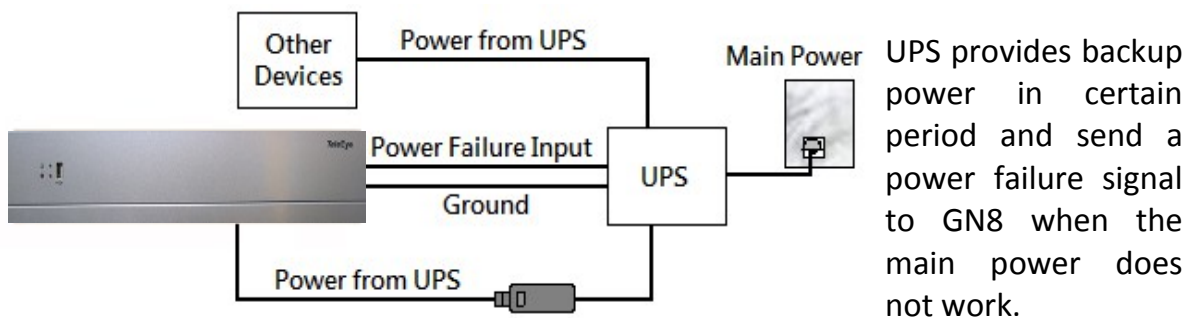 Other
Devices
Power from UPS
Main Power
TeleEye
Power Failure Input
UPS
Ground
Power from UPS
UPS provides backup
power in certain
period and send a
power failure signal
to GN8 when the
main power does
not work.